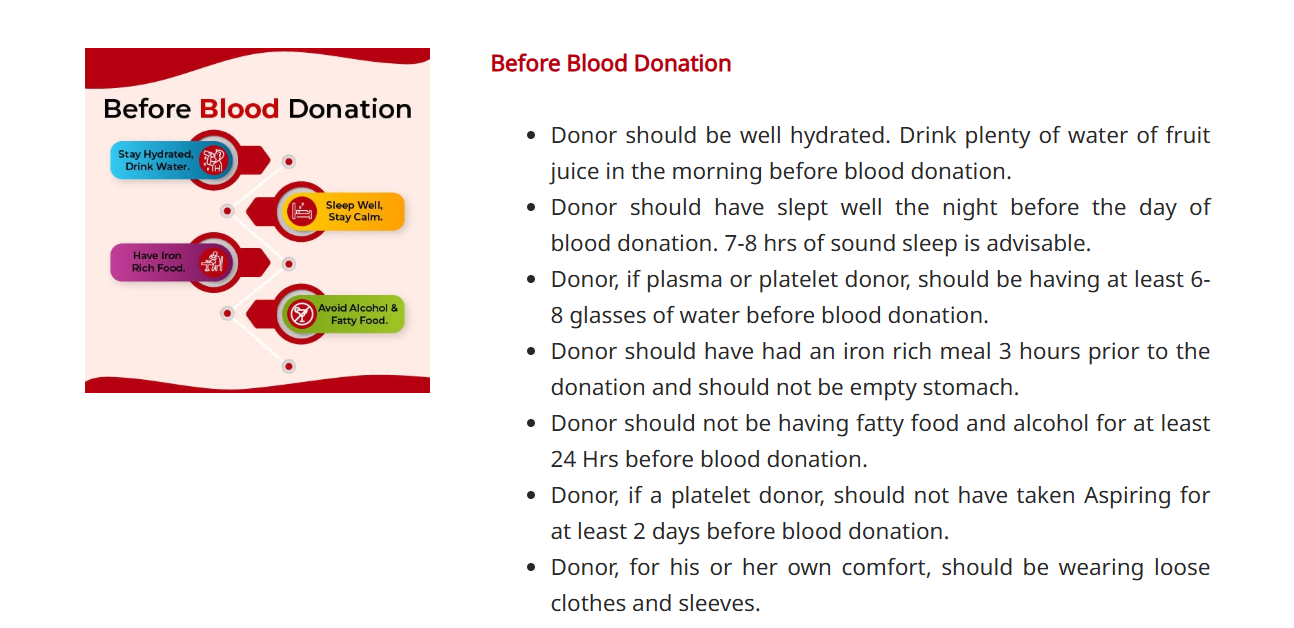 Before Blood Donation
Stay Hydrated,
Drink Water.
Sleep Well,
Stay Calm.
Have Iron
Rich Food.
Avoid Alcohol &
Fatty Food.
Before Blood Donation
• Donor should be well hydrated. Drink plenty of water of fruit
juice in the morning before blood donation.
• Donor should have slept well the night before the day of
blood donation. 7-8 hrs of sound sleep is advisable.
• Donor, if plasma or platelet donor, should be having at least 6-
8 glasses of water before blood donation.
• Donor should have had an iron rich meal 3 hours prior to the
donation and should not be empty stomach.
• Donor should not be having fatty food and alcohol for at least
24 Hrs before blood donation.
• Donor, if a platelet donor, should not have taken Aspiring for
at least 2 days before blood donation.
• Donor, for his or her own comfort, should be wearing loose
clothes and sleeves.